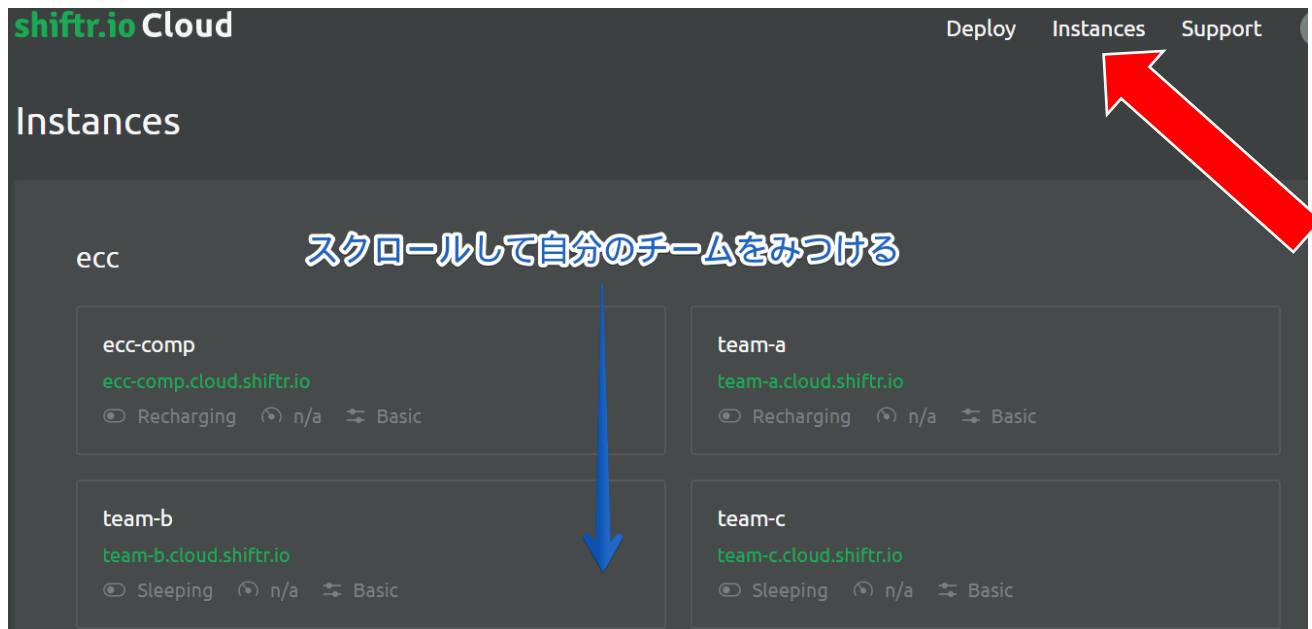 shiftr.io Cloud
Deploy Instances Support
Instances
ecc
スクロールして自分のチームをみつける
ecc-comp
ecc-comp.cloud.shiftr.io
Recharging n/a Basic
team-a
team-a.cloud.shiftr.io
Recharging n/a Basic
team-b
team-b.cloud.shiftr.io
Sleeping n/a Basic
team-c
team-c.cloud.shiftr.io
Sleeping n/a Basic